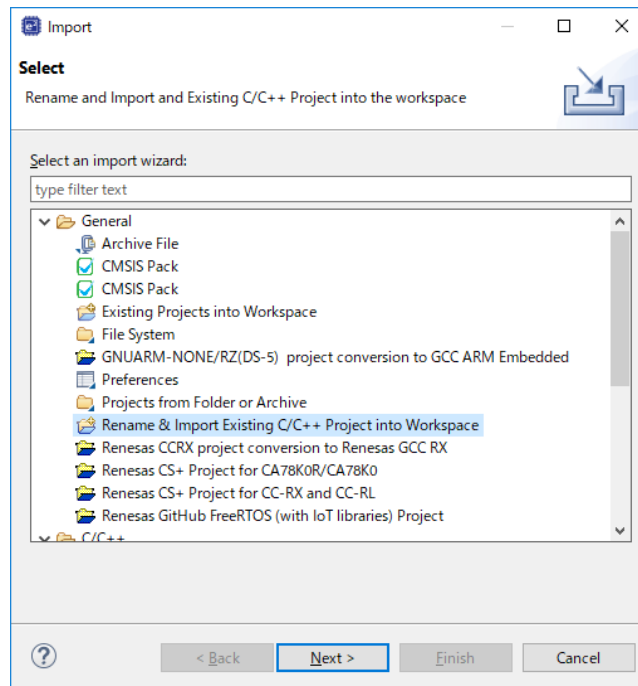 Import
Select
Rename and Import and Existing C/C++ Project into the workspace
Select an import wizard:
type filter text
General
Archive File
CMSIS Pack
CMSIS Pack
Existing Projects into Workspace
File System
GNUARM-NONE/RZ(DS-5)  project conversion to GCC ARM Embedded
Preferences
Projects from Folder or Archive
Rename & Import Existing C/C++ Project into Workspace
Renesas CCRX project conversion to Renesas GCC RX
Renesas CS+ Project for CA78K0R/CA78K0
Renesas CS+ Project for CC-RX and CC-RL
Renesas GitHub FreeRTOS (with IoT libraries) Project
C/C++
? < Back Next > Finish Cancel